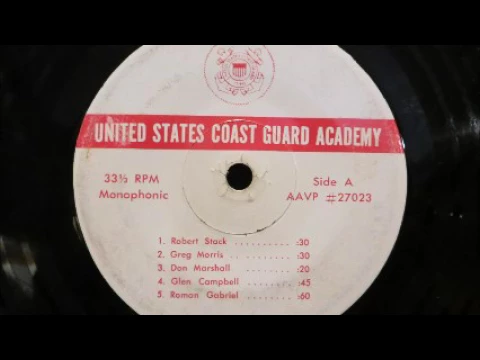 UNITED STATES COAST GUARD ACADEMY
33⅓ RPM
Monophonic
Side A
AAVP #27023
1. Robert Stack .......... :30
2. Greg Morris .. ........ :30
3. Don Marshall .......... :20
4. Glen Campbell ......... :45
5. Roman Gabriel ......... :60